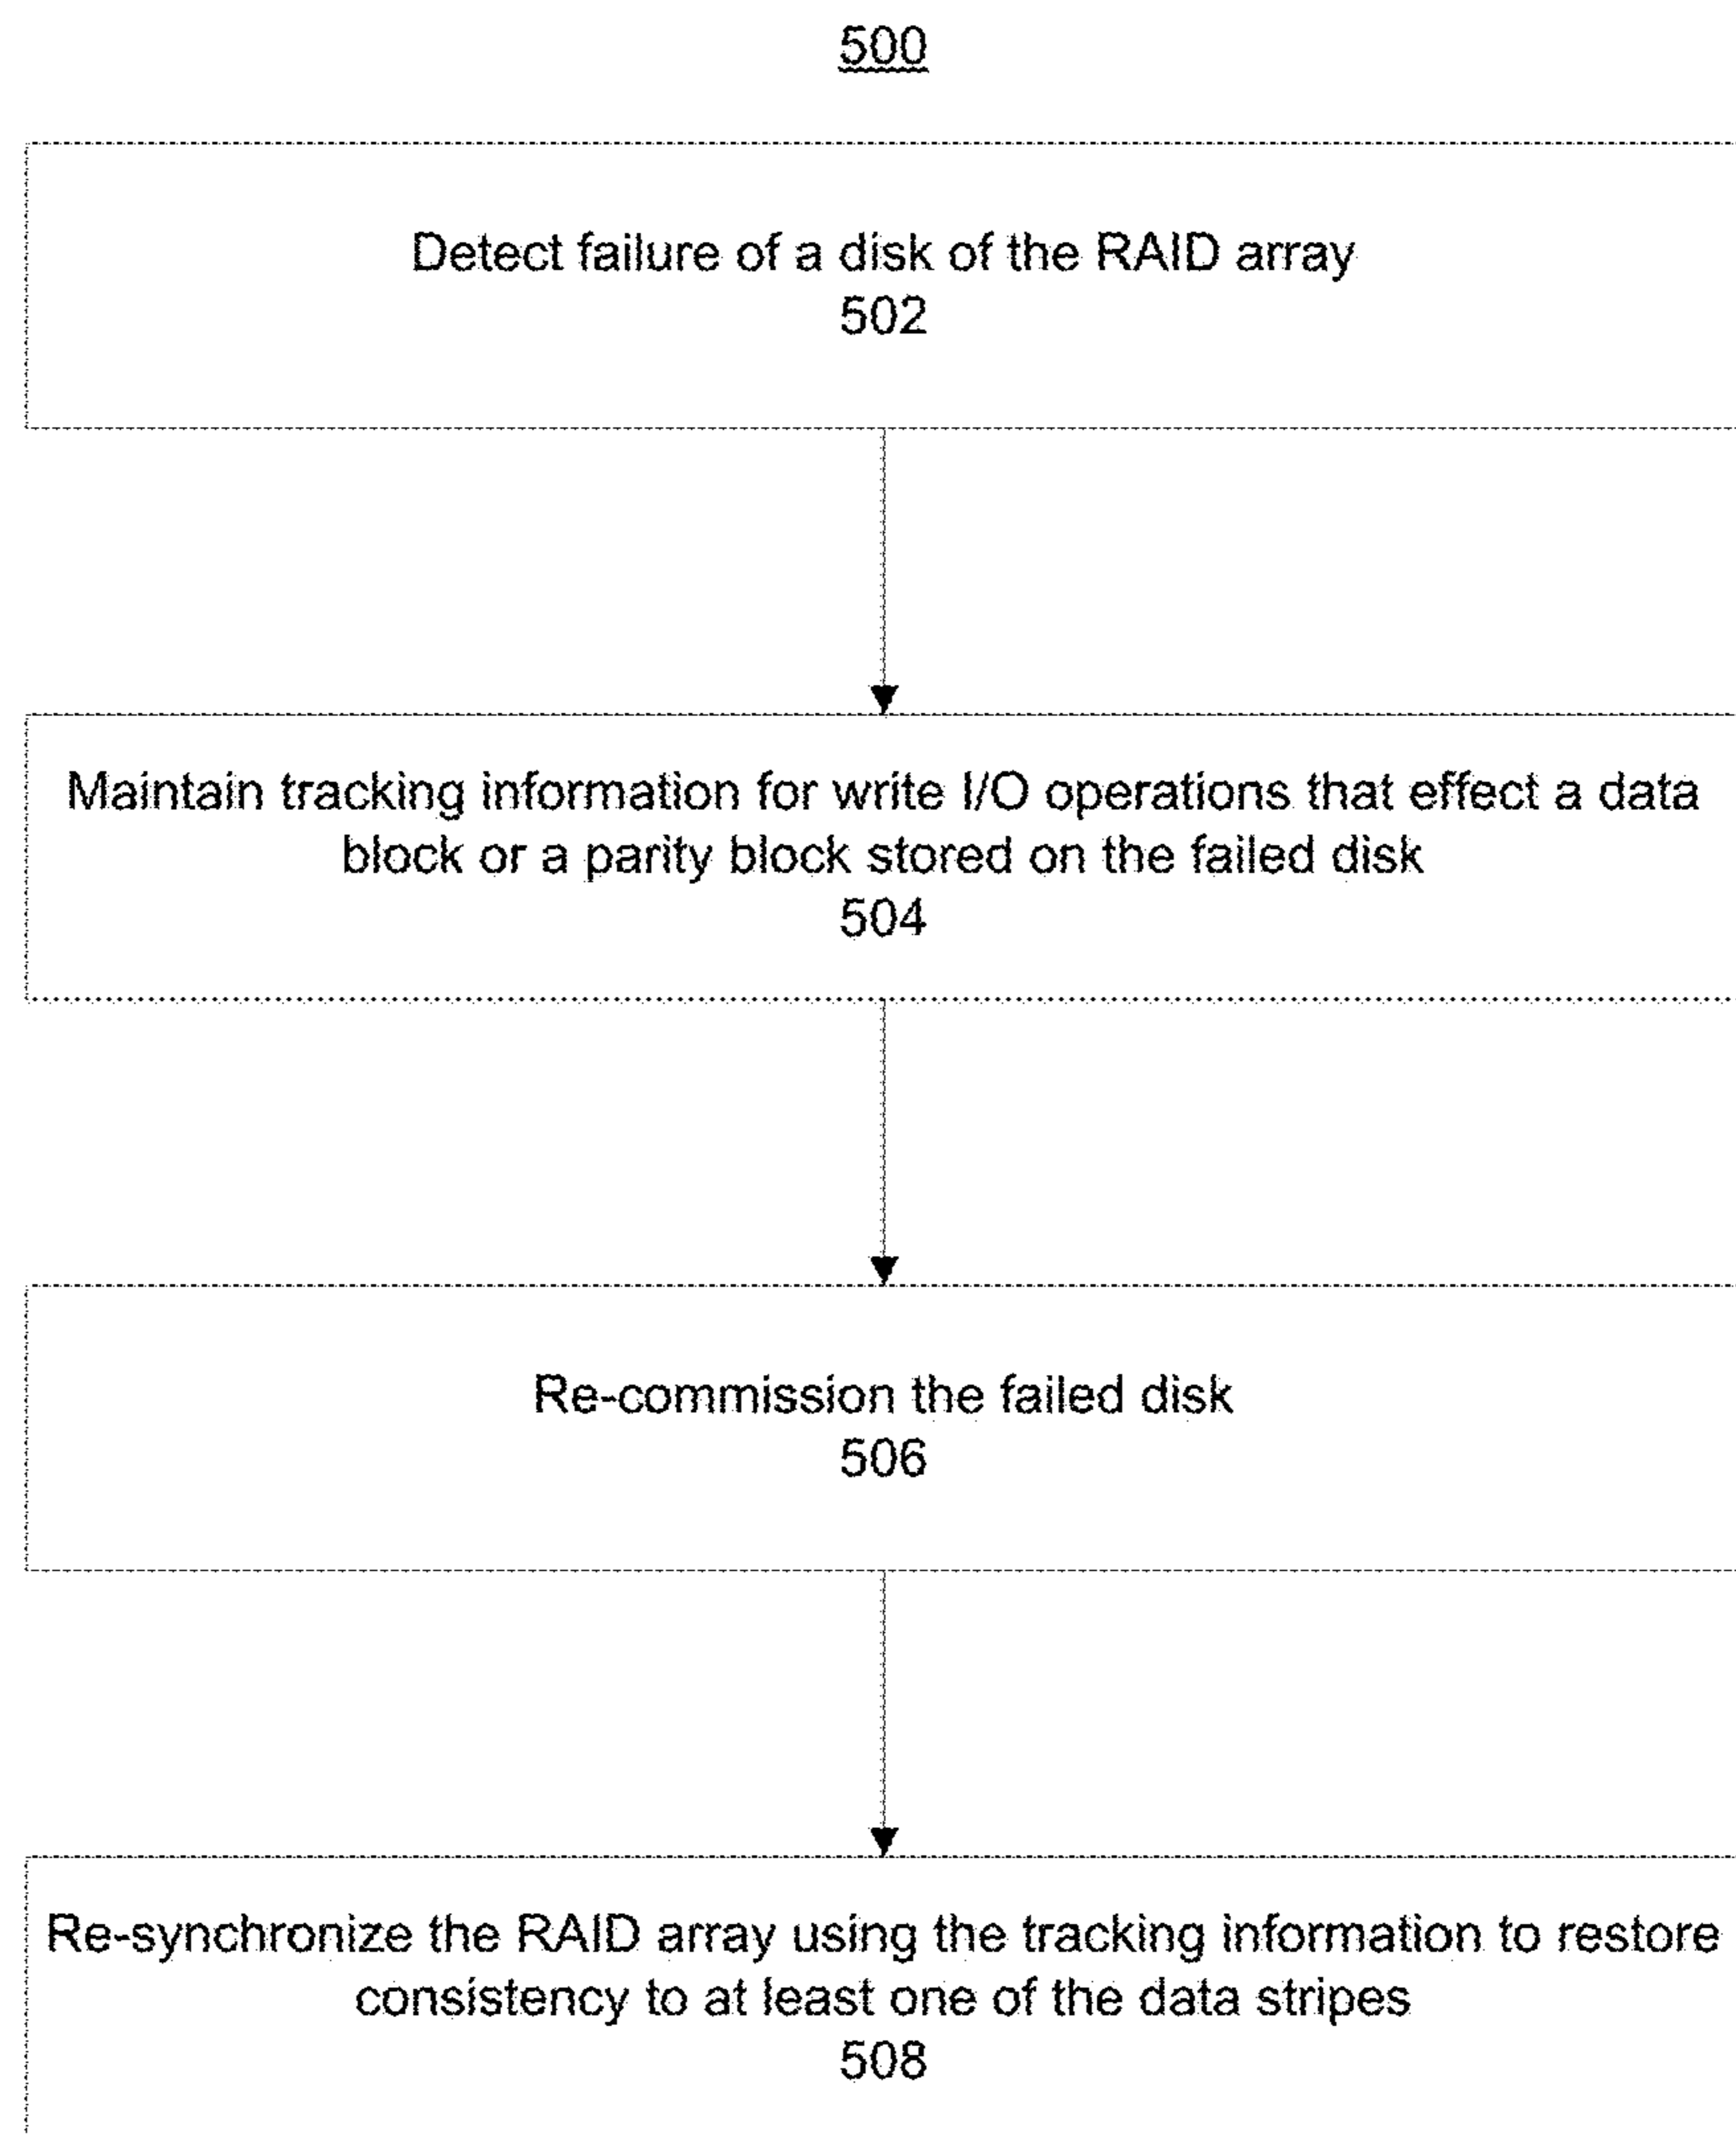 500
Detect failure of a disk of the RAID array
502
Maintain tracking information for write I/O operations that effect a data
block or a parity block stored on the failed disk
504
Re-commission the failed disk
506
Re-synchronize the RAID array using the tracking information to restore
consistency to at least one of the data stripes
508